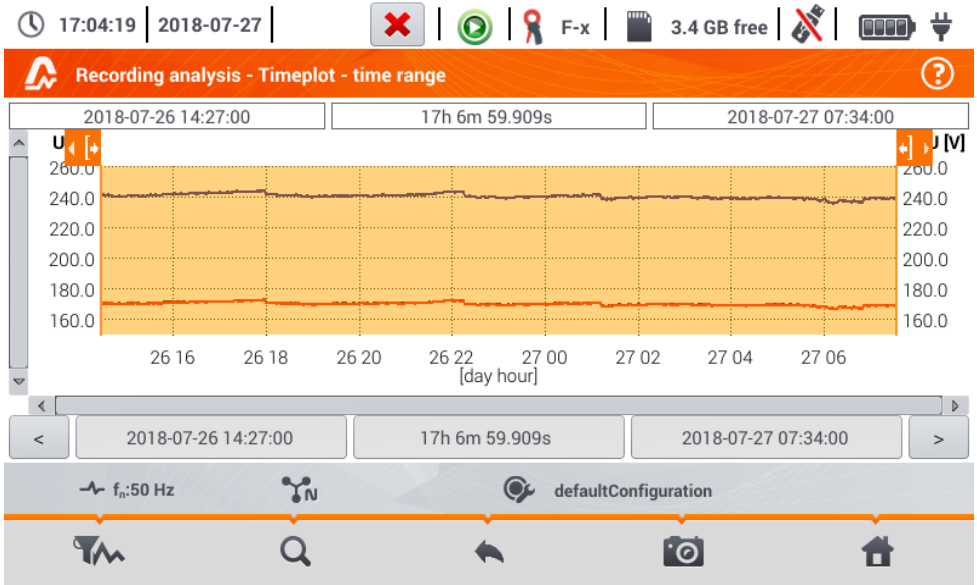 17:04:19 2018-07-27 F-x 3.4 GB free
Recording analysis - Timeplot - time range ?
2018-07-26 14:27:00 17h 6m 59.909s 2018-07-27 07:34:00
U U [V]
260.0 260.0
240.0 240.0
220.0 220.0
200.0 200.0
180.0 180.0
160.0 160.0
26 16 26 18 26 20 26 22 27 00 27 02 27 04 27 06
[day hour]
< 2018-07-26 14:27:00 17h 6m 59.909s 2018-07-27 07:34:00 >
fn:50 Hz N defaultConfiguration